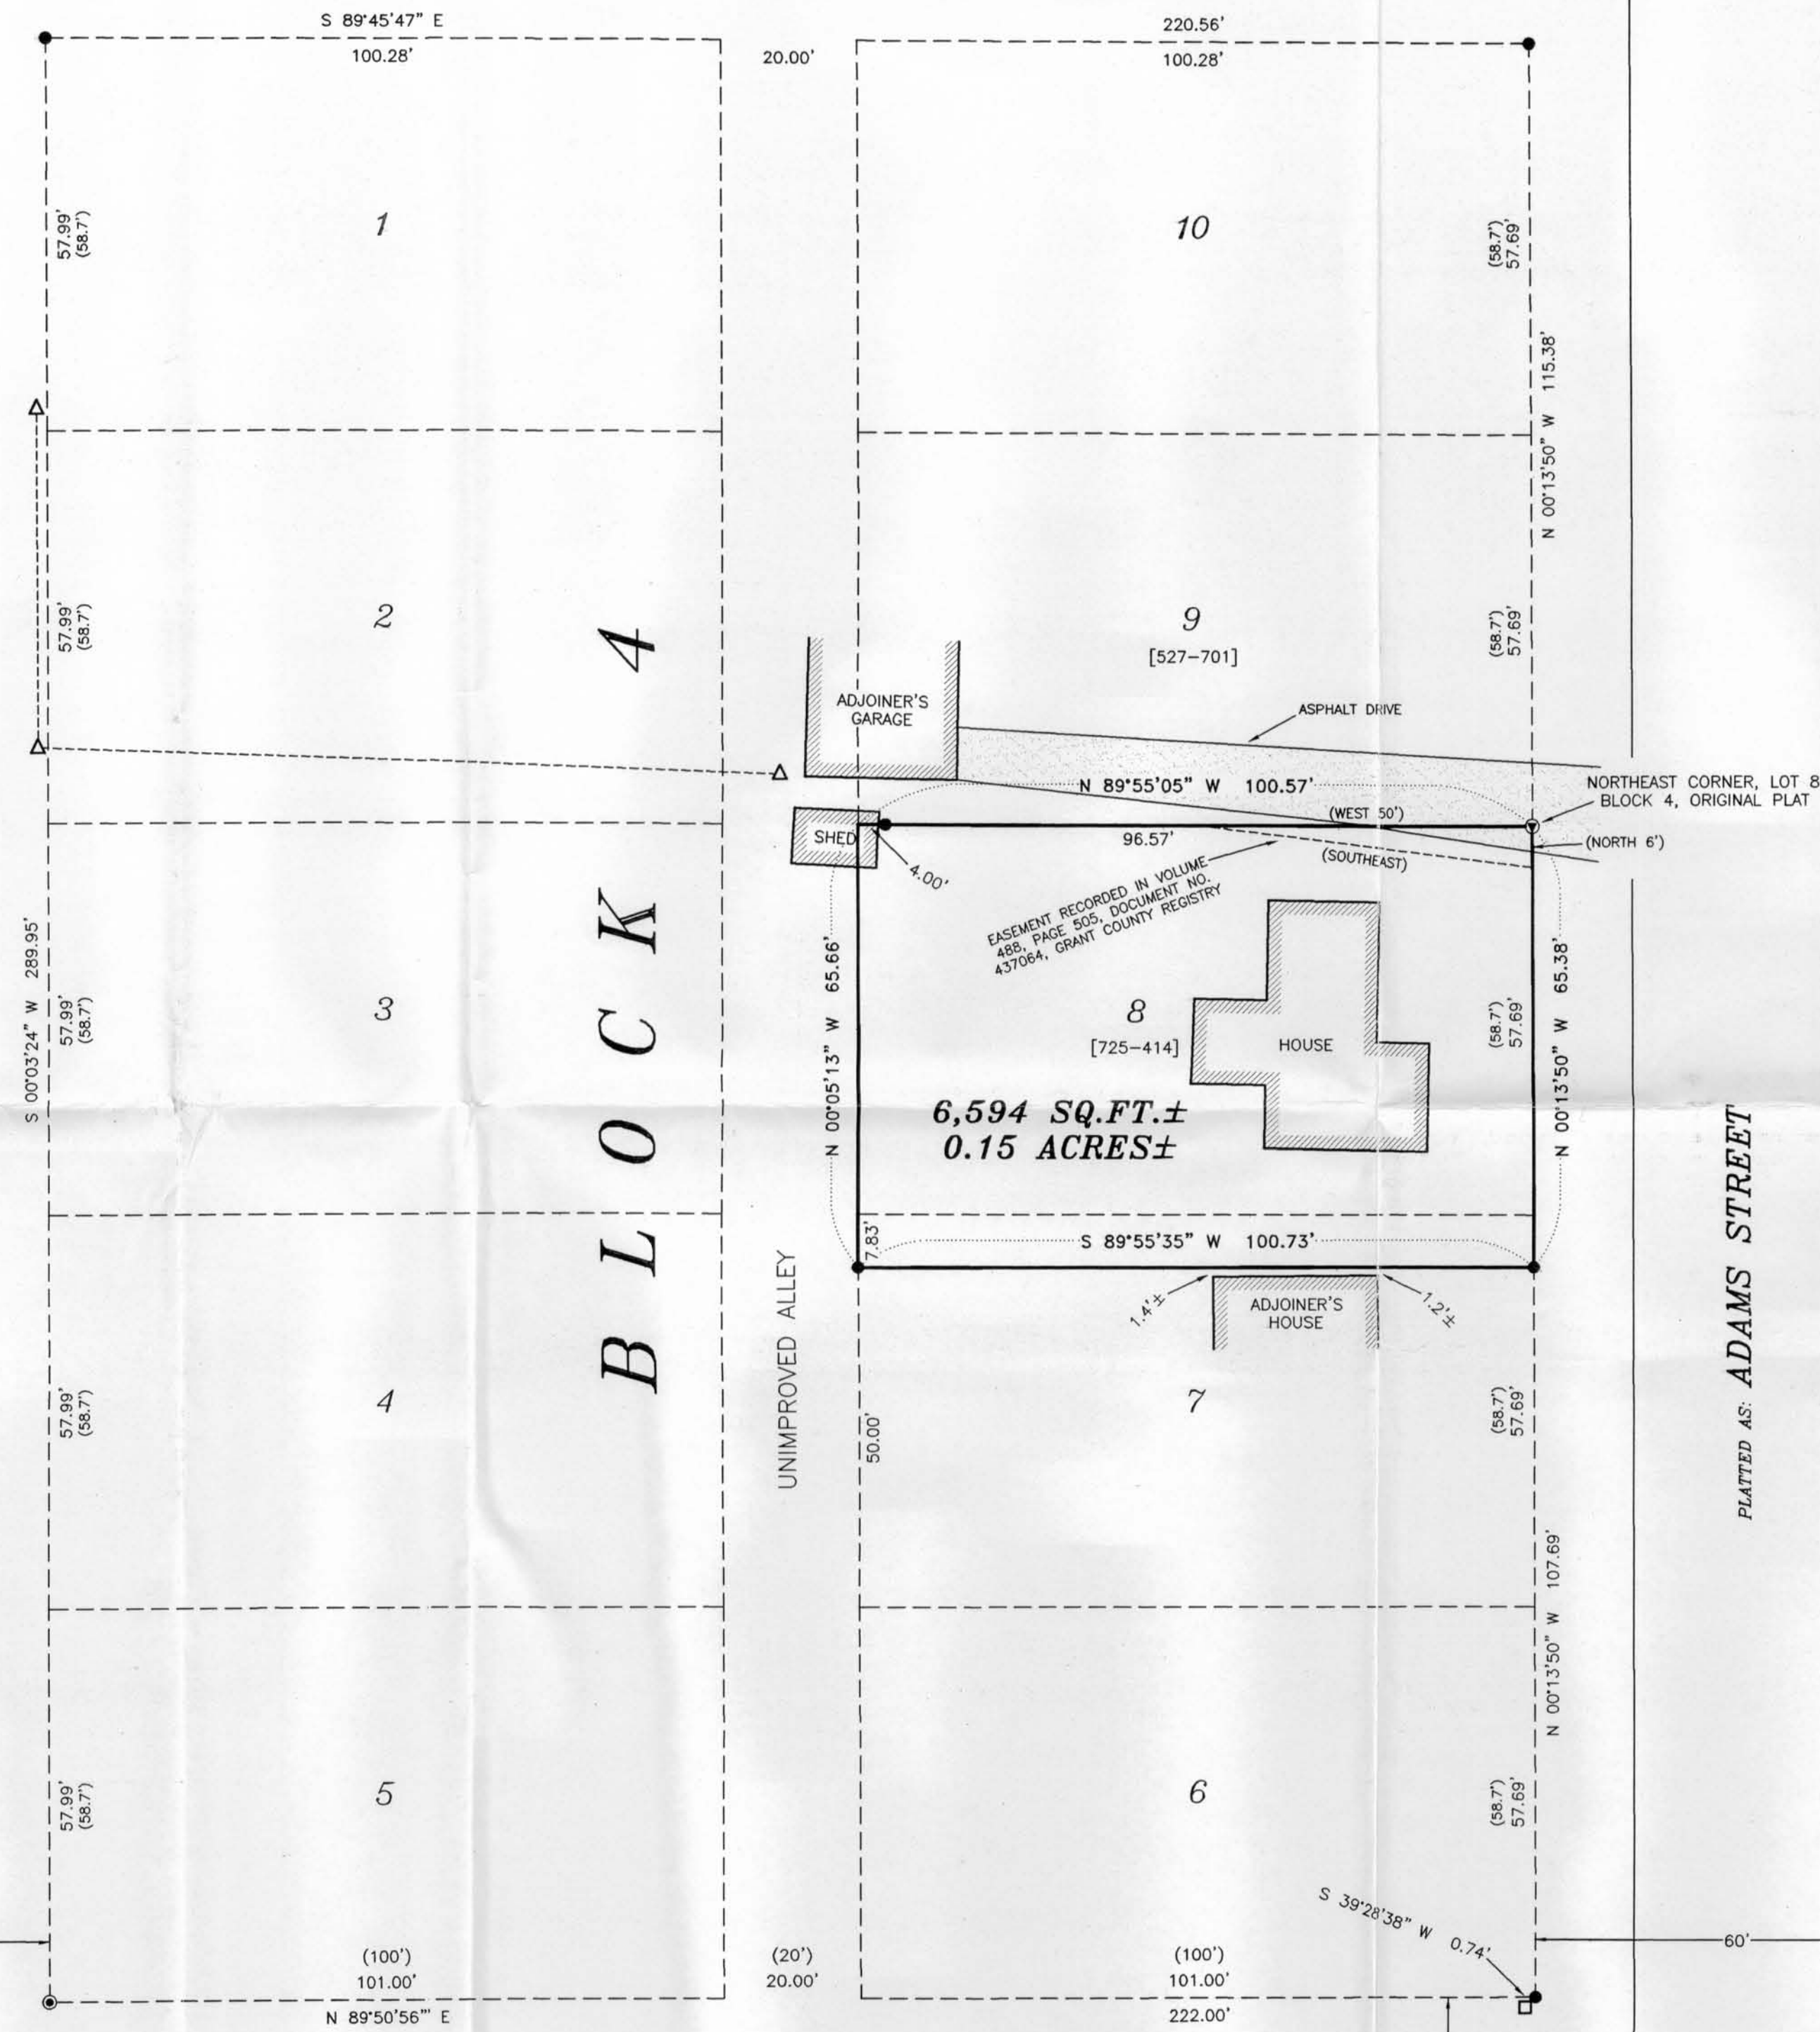 S 89°45'47" E
100.28'
20.00'
220.56'
100.28'
57.99'
(58.7')
1
10
(58.7')
57.69'
N 00°13'50" W 115.38'
57.99'
(58.7')
2
4
9
[527-701]
(58.7')
57.69'
ADJOINER'S
GARAGE
ASPHALT DRIVE
N 89°55'05" W 100.57'
NORTHEAST CORNER, LOT 8
BLOCK 4, ORIGINAL PLAT
(WEST 50')
SHED
96.57'
(NORTH 6')
(SOUTHEAST)
4.00'
EASEMENT RECORDED IN VOLUME
488, PAGE 505, DOCUMENT NO.
437064, GRANT COUNTY REGISTRY
S 00°03'24" W 289.95'
57.99'
(58.7')
3
BLOCK
N 00°05'13" W 65.66'
8
[725-414]
HOUSE
(58.7')
57.69'
N 00°13'50" W 65.38'
6,594 SQ.FT.±
0.15 ACRES±
PLATTED AS: ADAMS STREET
7.83'
S 89°55'35" W 100.73'
UNIMPROVED ALLEY
1.4'±
ADJOINER'S
HOUSE
1.2'±
57.99'
(58.7')
4
50.00'
7
(58.7')
57.69'
N 00°13'50" W 107.69'
57.99'
(58.7')
5
6
(58.7')
57.69'
S 39°28'38" W 0.74'
60'
(100')
101.00'
(20')
20.00'
(100')
101.00'
N 89°50'56"' E
222.00'